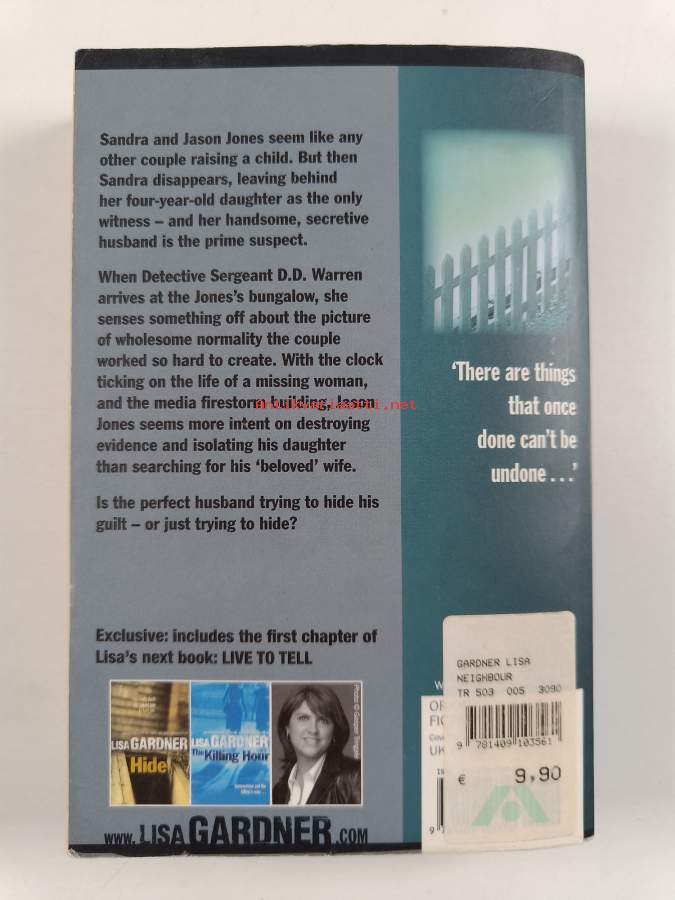 Sandra and Jason Jones seem like any
other couple raising a child. But then
Sandra disappears, leaving behind
her four-year-old daughter as the only
witness – and her handsome, secretive
husband is the prime suspect.
When Detective Sergeant D.D. Warren
arrives at the Jones's bungalow, she
senses something off about the picture
of wholesome normality the couple
worked so hard to create. With the clock
ticking on the life of a missing woman,
and the media firestorm building, Jason
Jones seems more intent on destroying
evidence and isolating his daughter
than searching for his 'beloved' wife.
Is the perfect husband trying to hide his
guilt – or just trying to hide?
Antikvariaatti.net
'There are things
that once
done can't be
undone . . .'
Exclusive: includes the first chapter of
Lisa's next book: LIVE TO TELL
LISA GARDNER
Hide
LISA GARDNER
The Killing Hour
www.LISAGARDNER.COM
GARDNER LISA
NEIGHBOUR
TR 503 005 3090
9 781409 103561
€ 9,90
W
OR
FIC
UK